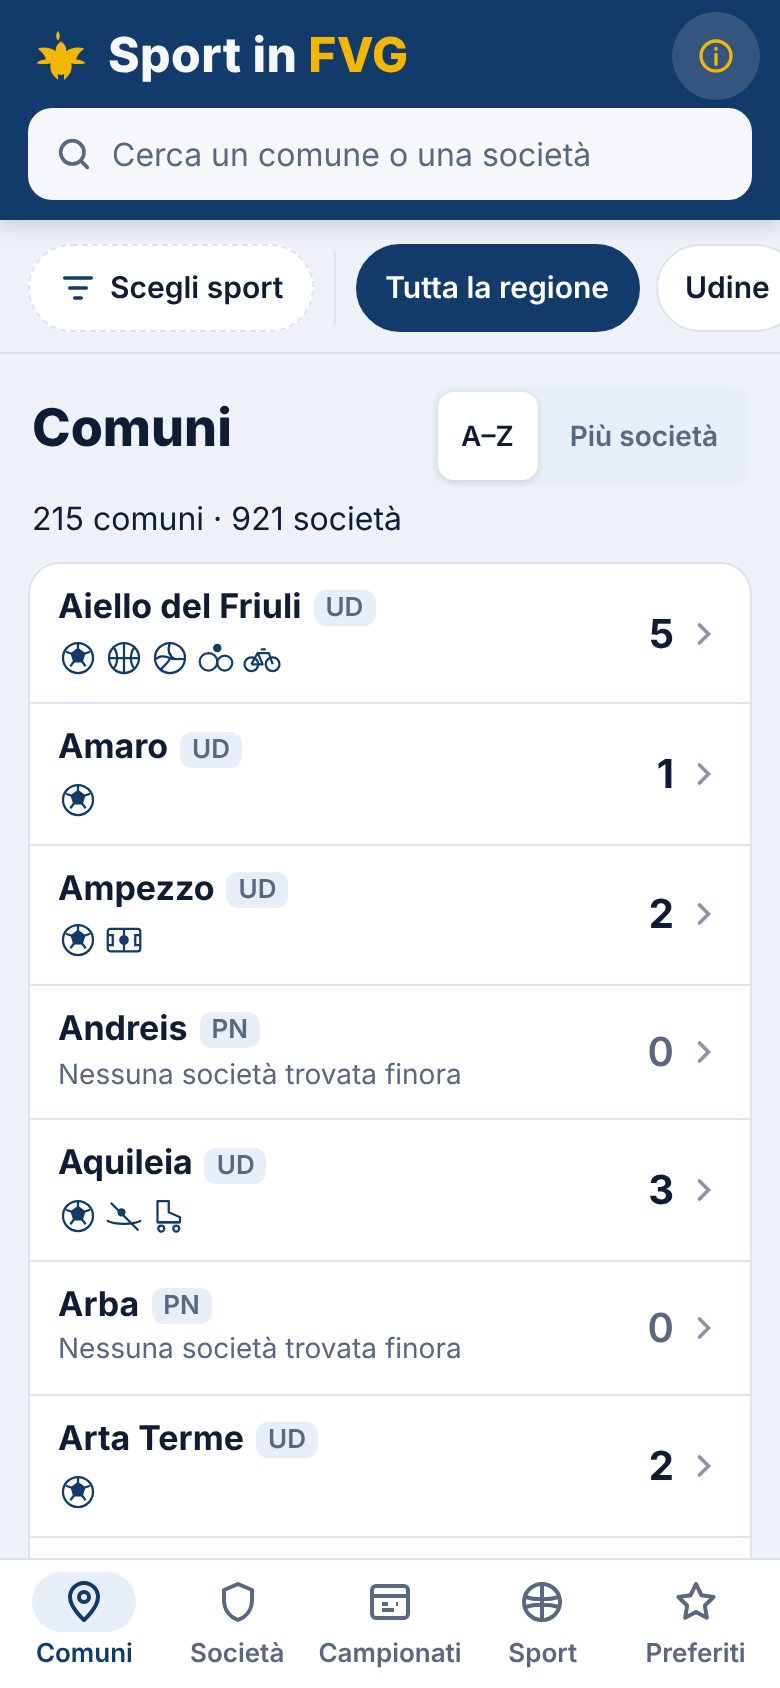 Sport in FVG
Cerca un comune o una società
Scegli sport
Tutta la regione
Udine
Comuni
A–Z
Più società
215 comuni · 921 società
Aiello del Friuli UD
5
Amaro UD
1
Ampezzo UD
2
Andreis PN
Nessuna società trovata finora
0
Aquileia UD
3
Arba PN
Nessuna società trovata finora
0
Arta Terme UD
2
Comuni
Società
Campionati
Sport
Preferiti